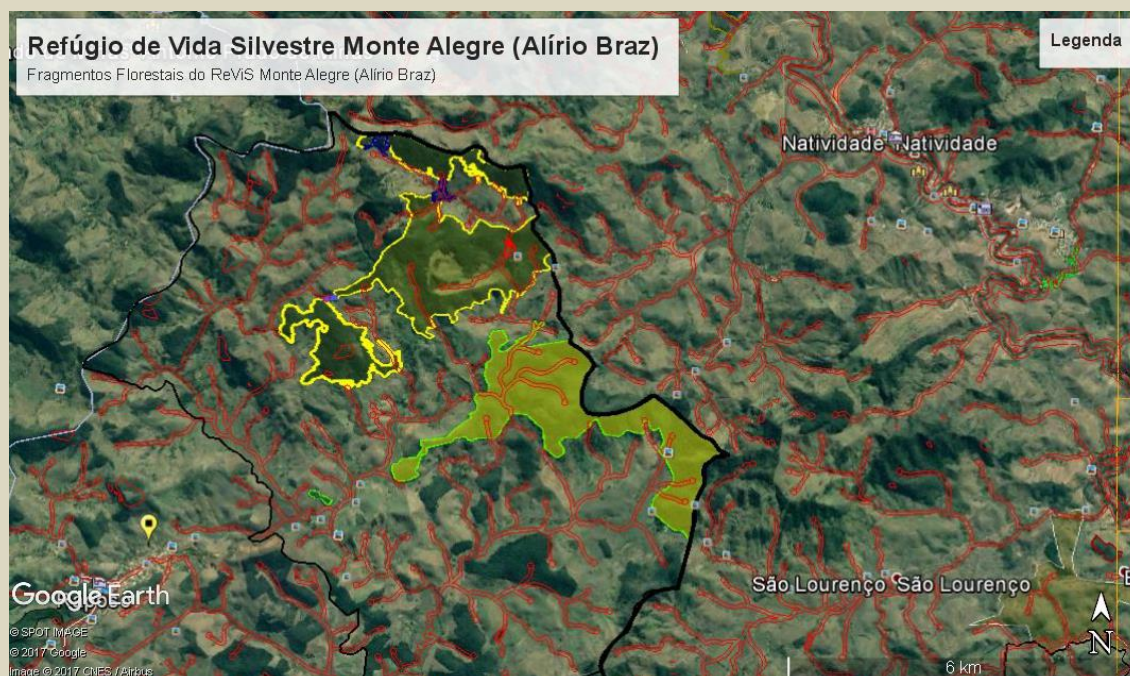 Refúgio de Vida Silvestre Monte Alegre (Alírio Braz)
Fragmentos Florestais do ReViS Monte Alegre (Alírio Braz)
Legenda
Natividade Natividade
São Lourenço São Lourenço
Google Earth
© SPOT IMAGE
© 2017 Google
Image © 2017 CNES / Airbus
N
6 km